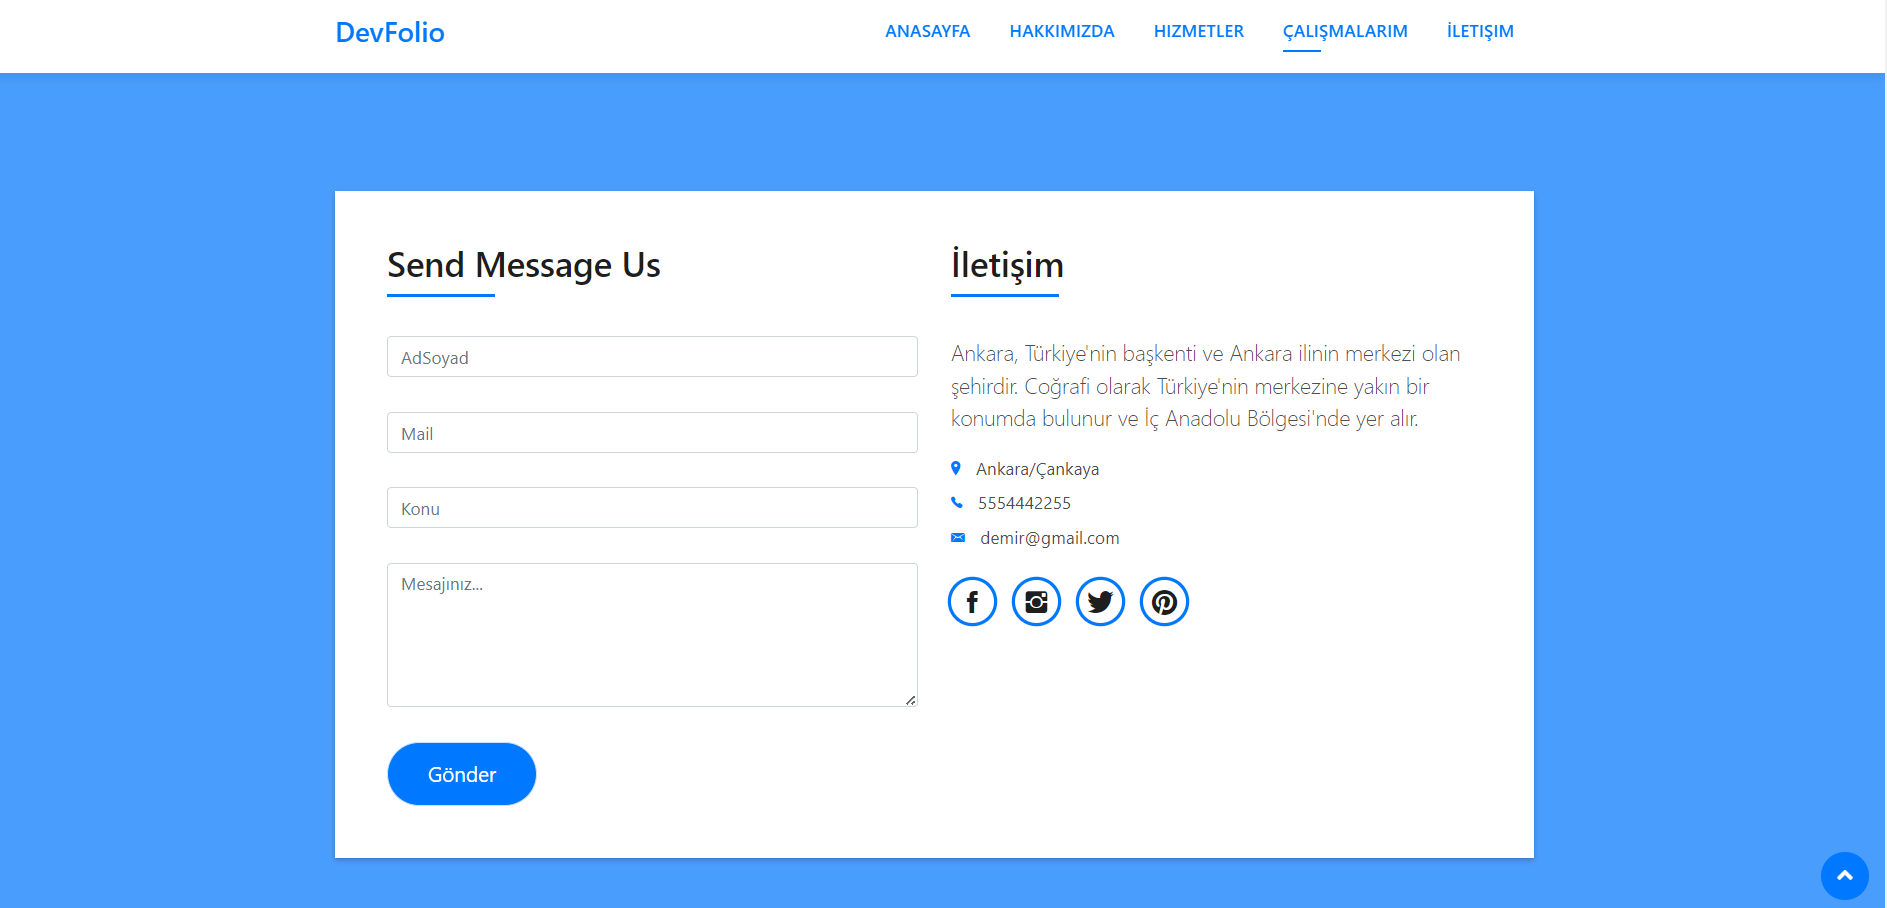 DevFolio
ANASAYFA HAKKIMIZDA HIZMETLER ÇALIŞMALARIM İLETIŞIM
Send Message Us
AdSoyad
Mail
Konu
Mesajınız...
Gönder
İletişim
Ankara, Türkiye'nin başkenti ve Ankara ilinin merkezi olan
şehirdir. Coğrafi olarak Türkiye'nin merkezine yakın bir
konumda bulunur ve İç Anadolu Bölgesi'nde yer alır.
Ankara/Çankaya
5554442255
demir@gmail.com